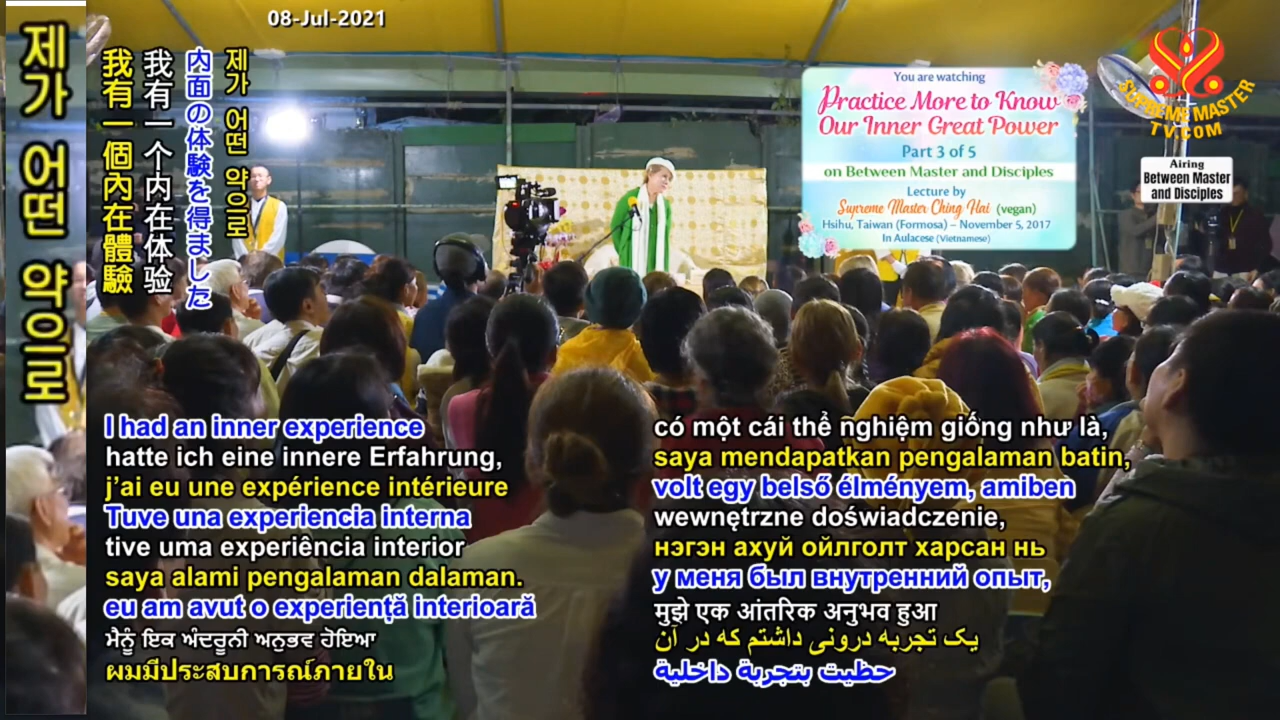 08-Jul-2021
제가 어떤 약으로
我有一個內在體驗
我有一个内在体验
内面の体験を得ました
제가 어떤 약으로
You are watching
Practice More to Know
Our Inner Great Power
Part 3 of 5
on Between Master and Disciples
Lecture by
Supreme Master Ching Hai (vegan)
Hsihu, Taiwan (Formosa) – November 5, 2017
In Aulacese (Vietnamese)
SUPREME MASTER
TV.COM
Airing
Between Master
and Disciples
I had an inner experience
hatte ich eine innere Erfahrung,
j’ai eu une expérience intérieure
Tuve una experiencia interna
tive uma experiência interior
saya alami pengalaman dalaman.
eu am avut o experiență interioară
ਮੈਨੂੰ ਇਕ ਅੰਦਰੂਨੀ ਅਨੁਭਵ ਹੋਇਆ
ผมมีประสบการณ์ภายใน
có một cái thể nghiệm giống như là,
saya mendapatkan pengalaman batin,
volt egy belső élményem, amiben
wewnętrzne doświadczenie,
нэгэн ахуй ойлголт харсан нь
у меня был внутренний опыт,
मुझे एक आंतरिक अनुभव हुआ
یک تجربه درونی داشتم که در آن
حظيت بتجربة داخلية